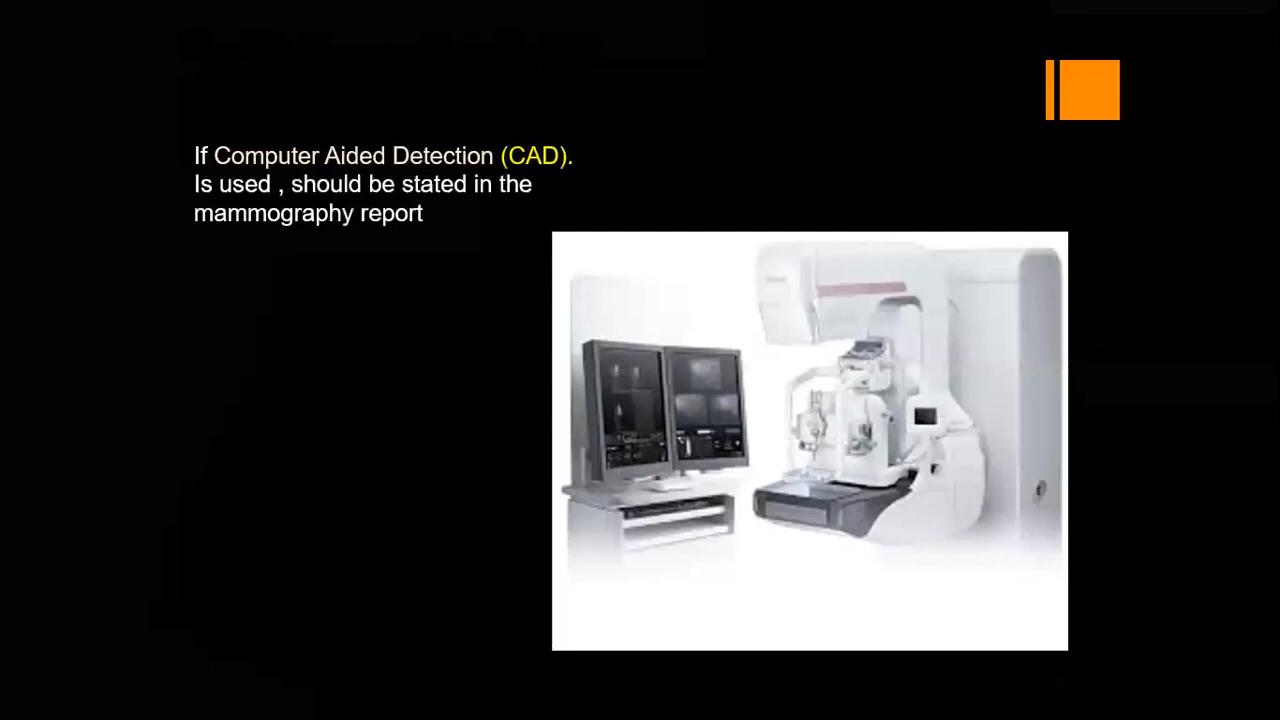 If Computer Aided Detection (CAD).
Is used , should be stated in the
mammography report